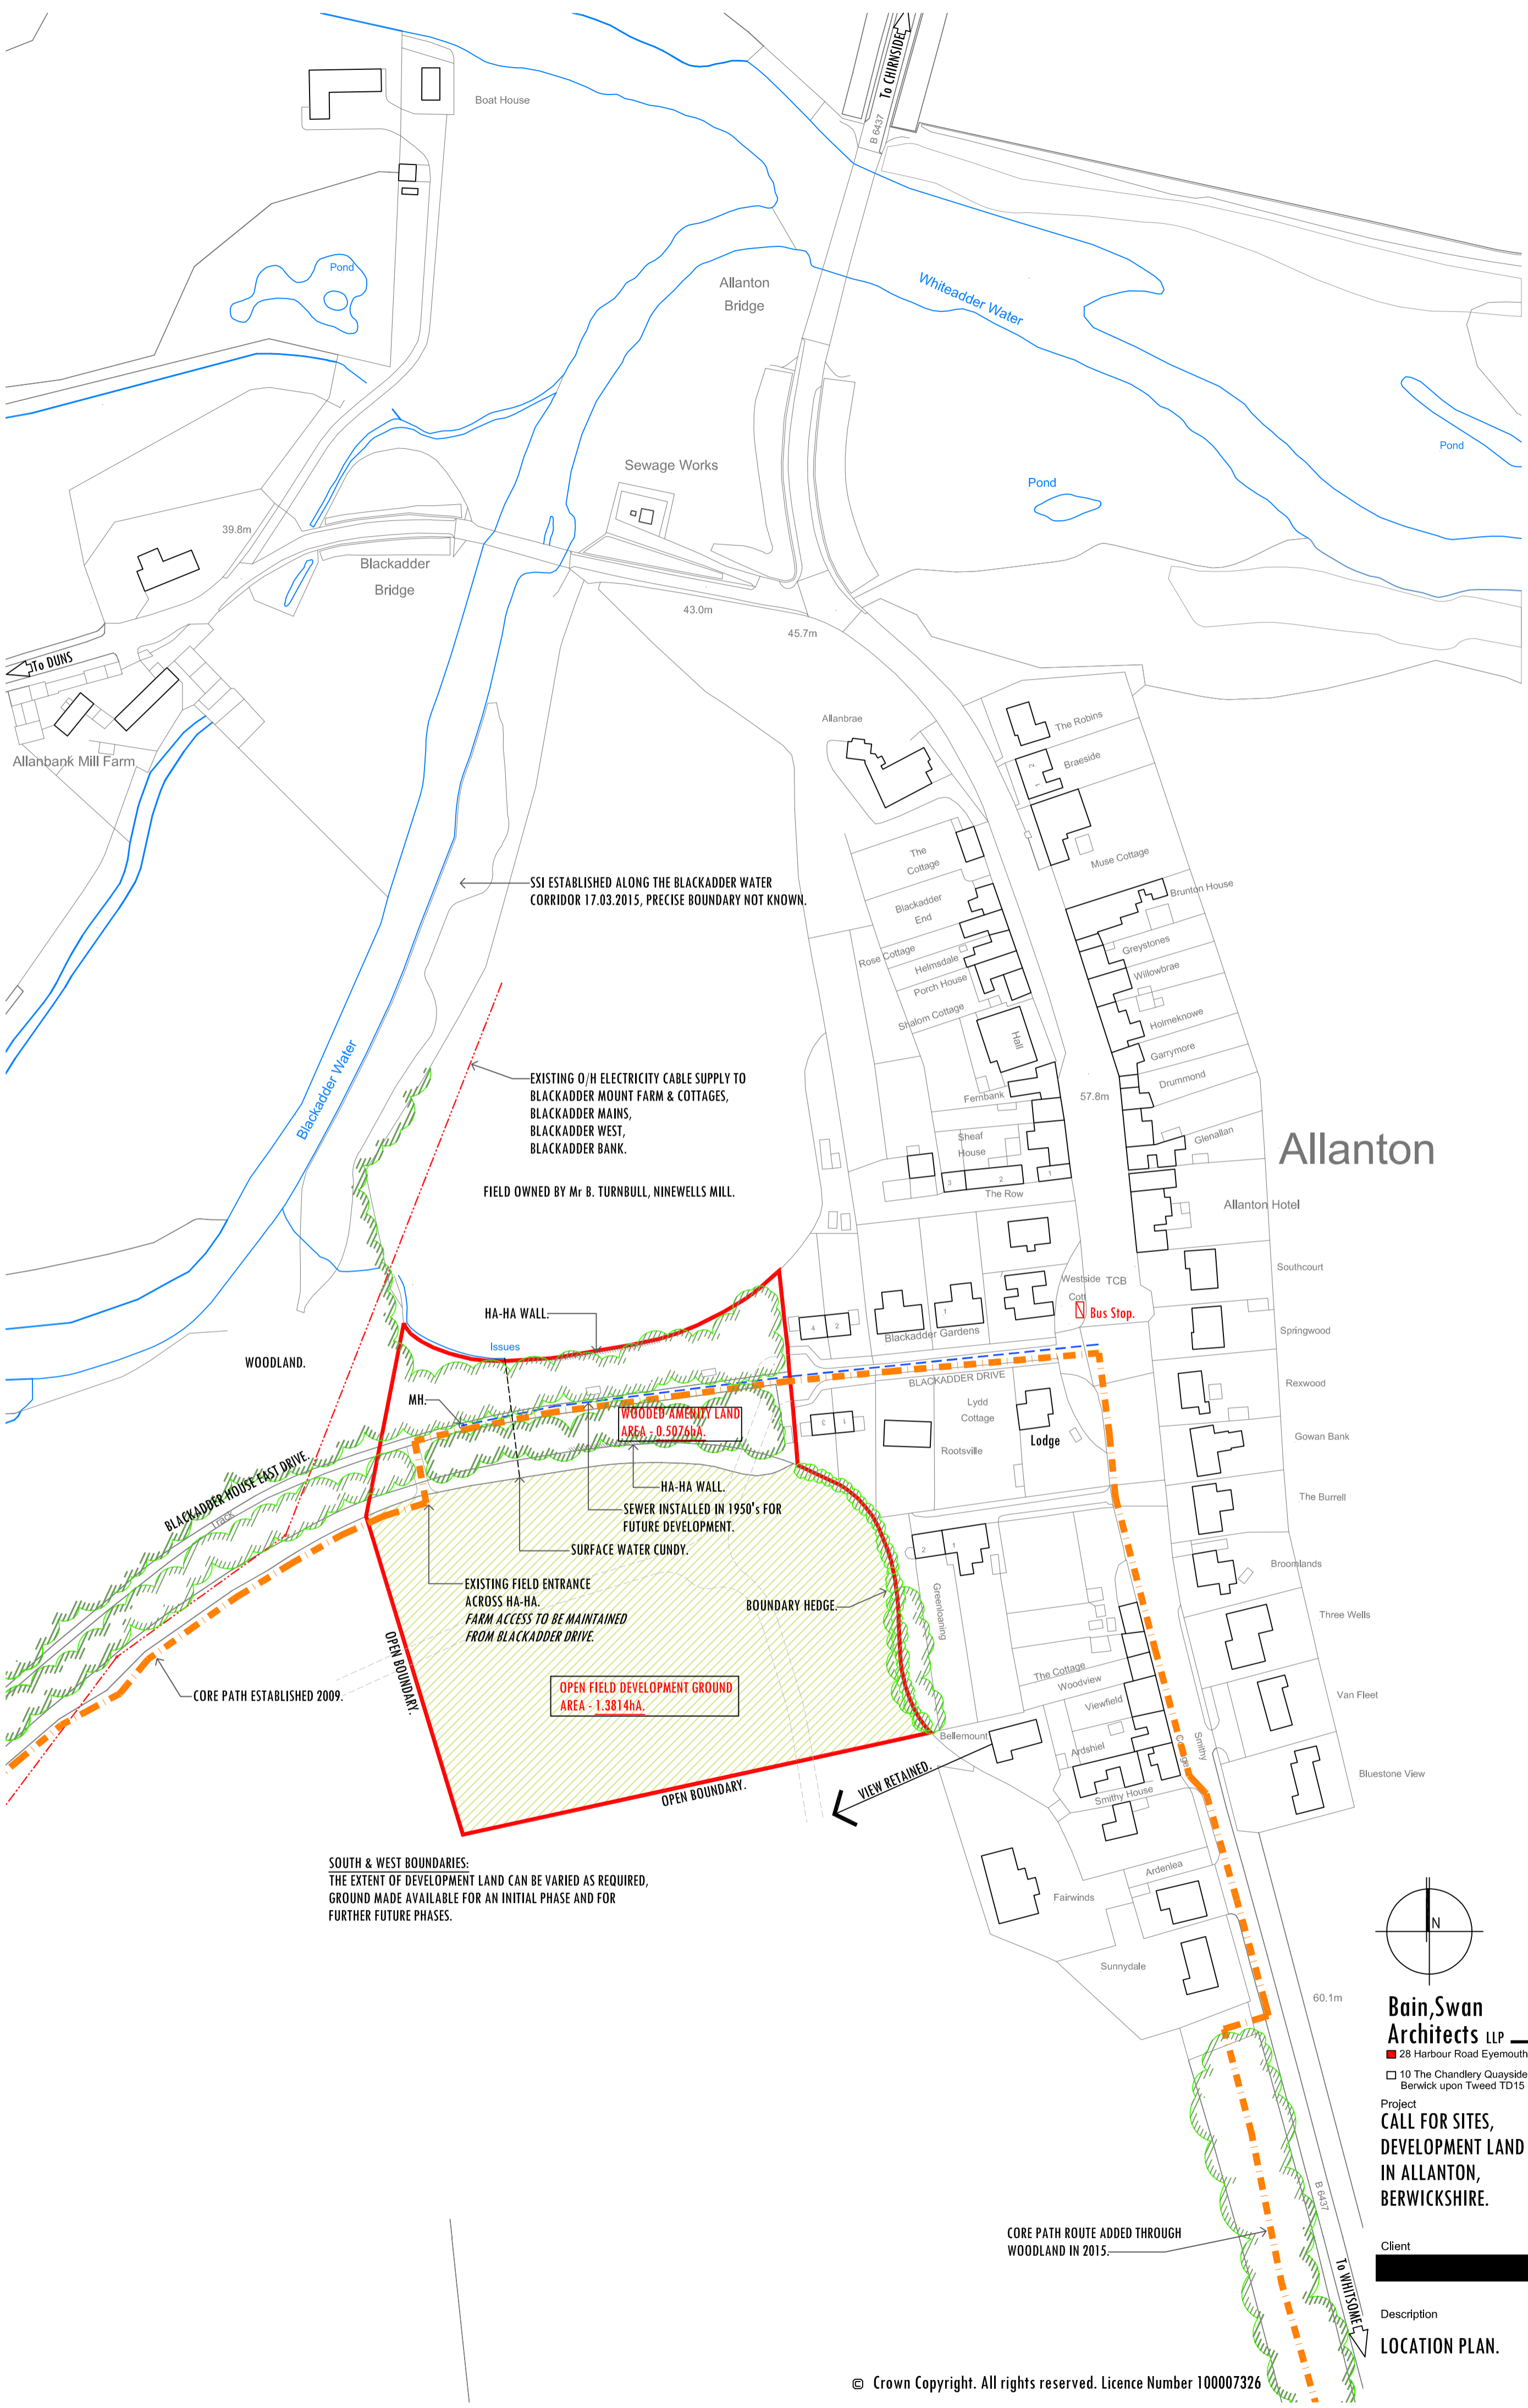 To CHIRNSIDE
B 6437
Boat House
Pond
Allanton
Bridge
Whiteadder Water
Pond
Sewage Works
Pond
39.8m
Blackadder
Bridge
43.0m
45.7m
To DUNS
Allanbank Mill Farm
Allanbrae
The Robins
Braeside
2
1
Muse Cottage
The
Cottage
Blackadder
End
Brunton House
Rose Cottage
Helmsdale
Porch House
Shalom Cottage
Greystones
Willowbrae
Holmeknowe
Hall
Garrymore
Drummond
Fernbank
57.8m
Sheaf
House
Glenallan
3
2
1
The Row
Allanton
Allanton Hotel
SSI ESTABLISHED ALONG THE BLACKADDER WATER
CORRIDOR 17.03.2015, PRECISE BOUNDARY NOT KNOWN.
Blackadder Water
EXISTING O/H ELECTRICITY CABLE SUPPLY TO
BLACKADDER MOUNT FARM & COTTAGES,
BLACKADDER MAINS,
BLACKADDER WEST,
BLACKADDER BANK.
FIELD OWNED BY Mr B. TURNBULL, NINEWELLS MILL.
Southcourt
Westside
Cott
TCB
Bus Stop.
HA-HA WALL.
4
2
1
Blackadder Gardens
Springwood
Issues
WOODLAND.
MH.
BLACKADDER DRIVE
Rexwood
WOODED AMENITY LAND
AREA - 0.5076hA.
3
1
Lydd
Cottage
Lodge
Rootsville
Gowan Bank
BLACKADDER HOUSE EAST DRIVE.
Track
HA-HA WALL.
SEWER INSTALLED IN 1950's FOR
FUTURE DEVELOPMENT.
SURFACE WATER CUNDY.
The Burrell
2
1
EXISTING FIELD ENTRANCE
ACROSS HA-HA.
FARM ACCESS TO BE MAINTAINED
FROM BLACKADDER DRIVE.
BOUNDARY HEDGE.
Greenloaning
Broomlands
Three Wells
OPEN BOUNDARY.
CORE PATH ESTABLISHED 2009.
OPEN FIELD DEVELOPMENT GROUND
AREA - 1.3814hA.
The Cottage
Woodview
Viewfield
Van Fleet
Bellemount
Ardshiel
Smithy
Cottage
Smithy House
Bluestone View
VIEW RETAINED.
OPEN BOUNDARY.
SOUTH & WEST BOUNDARIES:
THE EXTENT OF DEVELOPMENT LAND CAN BE VARIED AS REQUIRED,
GROUND MADE AVAILABLE FOR AN INITIAL PHASE AND FOR
FURTHER FUTURE PHASES.
Ardenlea
Fairwinds
Sunnydale
60.1m
N
Bain,Swan
Architects LLP
28 Harbour Road Eyemouth
10 The Chandlery Quayside
Berwick upon Tweed TD15
Project
CALL FOR SITES,
DEVELOPMENT LAND
IN ALLANTON,
BERWICKSHIRE.
B 6437
CORE PATH ROUTE ADDED THROUGH
WOODLAND IN 2015.
To WHITSOME
Client
Description
LOCATION PLAN.
© Crown Copyright. All rights reserved. Licence Number 100007326